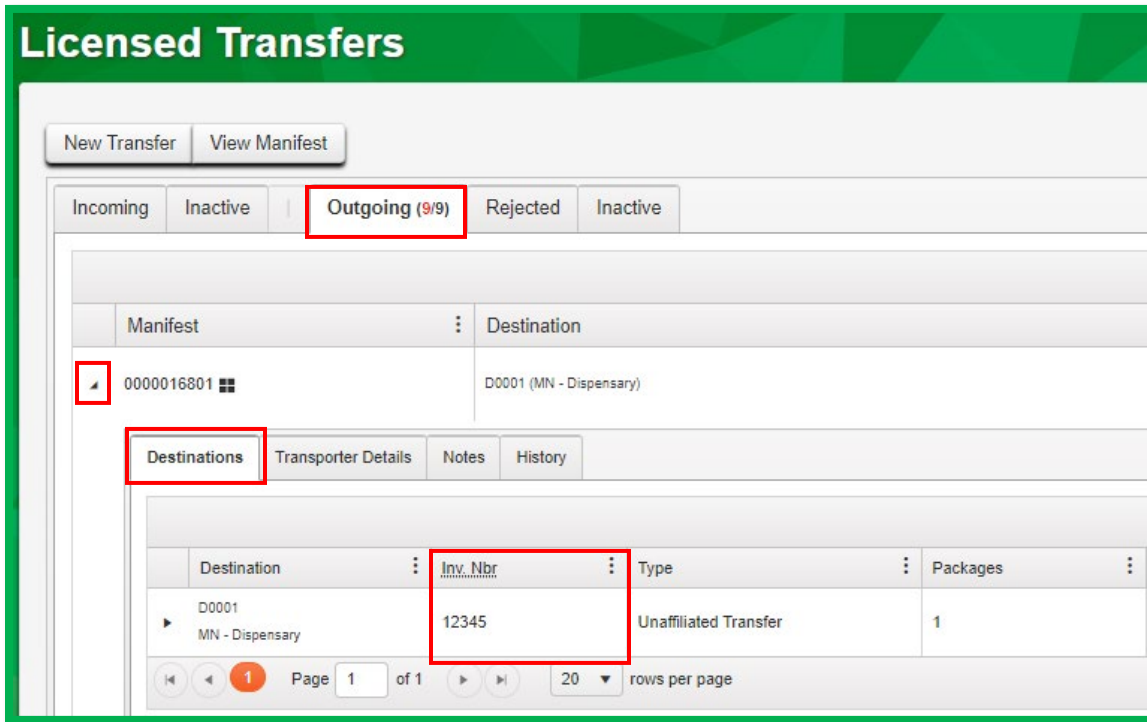 Licensed Transfers
New Transfer View Manifest
Incoming Inactive | Outgoing (9/9) Rejected Inactive
Manifest Destination
0000016801 D0001 (MN - Dispensary)
Destinations Transporter Details Notes History
Destination Inv. Nbr Type Packages
D0001
MN - Dispensary 12345 Unaffiliated Transfer 1
1 Page 1 of 1 20 rows per page